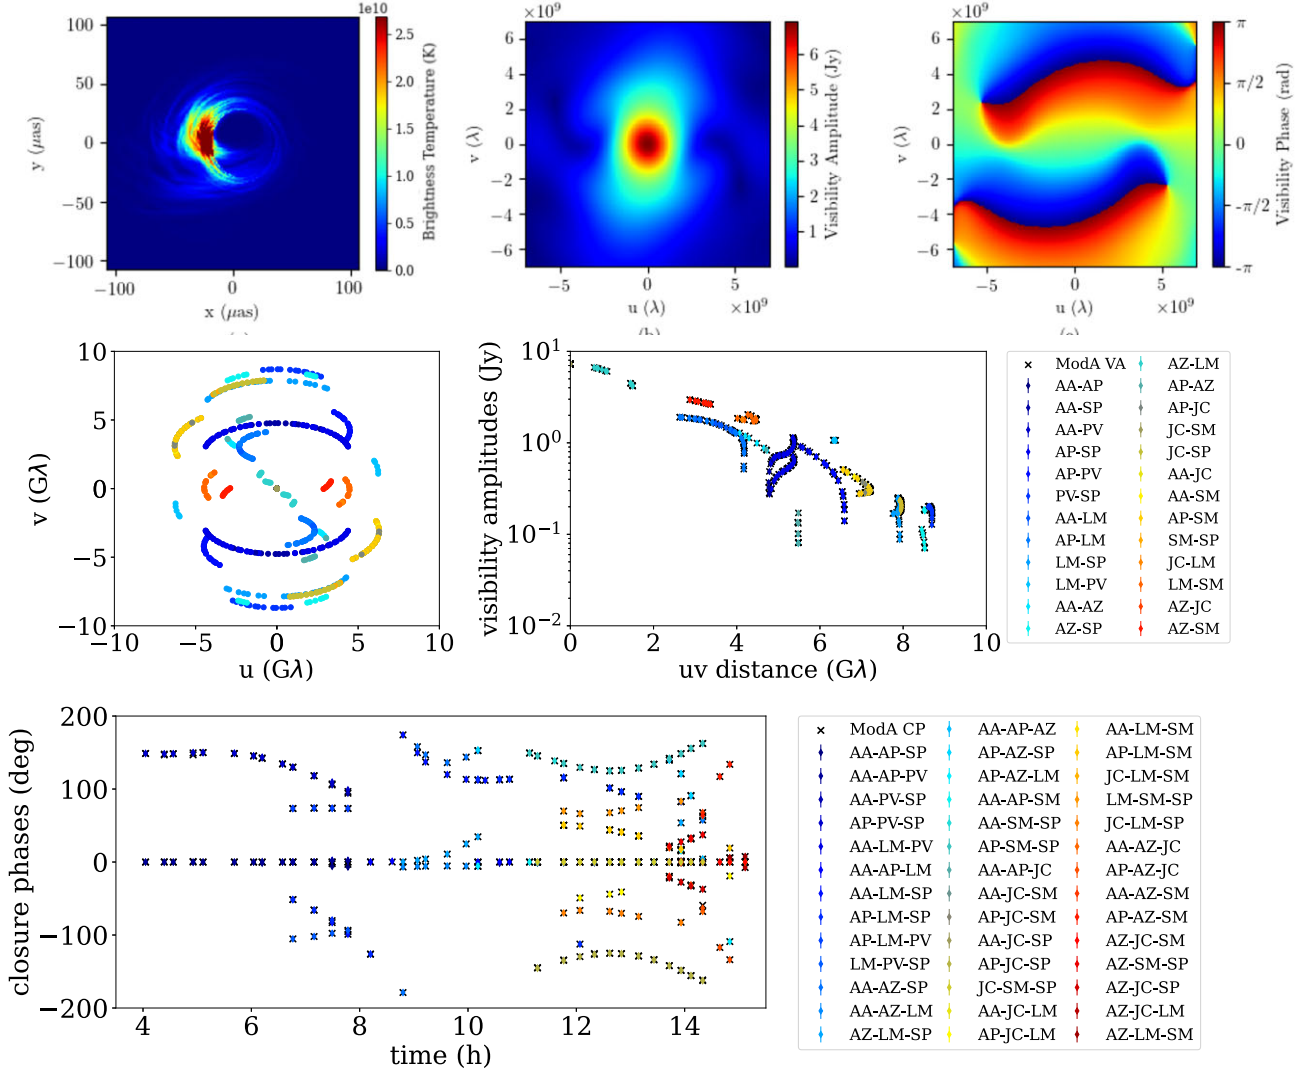 1e10
100
50
0
−50
−100
−100
0
100
x (μas)
y (μas)
2.5
2.0
1.5
1.0
0.5
0.0
Brightness Temperature (K)
×10⁹
6
4
2
0
−2
−4
−6
−5
0
5
u (λ)
×10⁹
v (λ)
6
5
4
3
2
1
Visibility Amplitude (Jy)
(b)
×10⁹
6
4
2
0
−2
−4
−6
−5
0
5
u (λ)
×10⁹
v (λ)
π
π/2
0
-π/2
-π
Visibility Phase (rad)
10
5
0
−5
−10
−10
−5
0
5
10
u (Gλ)
v (Gλ)
10¹
10⁰
10⁻¹
10⁻²
0
2
4
6
8
10
uv distance (Gλ)
visibility amplitudes (Jy)
ModA VA
AA-AP
AA-SP
AA-PV
AP-SP
AP-PV
PV-SP
AA-LM
AP-LM
LM-SP
LM-PV
AA-AZ
AZ-SP
AZ-LM
AP-AZ
AP-JC
JC-SM
JC-SP
AA-JC
AA-SM
AP-SM
SM-SP
JC-LM
LM-SM
AZ-JC
AZ-SM
200
100
0
−100
−200
4
6
8
10
12
14
time (h)
closure phases (deg)
ModA CP
AA-AP-SP
AA-AP-PV
AA-PV-SP
AP-PV-SP
AA-LM-PV
AA-AP-LM
AA-LM-SP
AP-LM-SP
AP-LM-PV
LM-PV-SP
AA-AZ-SP
AA-AZ-LM
AZ-LM-SP
AA-AP-AZ
AP-AZ-SP
AP-AZ-LM
AA-AP-SM
AA-SM-SP
AP-SM-SP
AA-AP-JC
AA-JC-SM
AP-JC-SM
AA-JC-SP
AP-JC-SP
JC-SM-SP
AA-JC-LM
AP-JC-LM
AA-LM-SM
AP-LM-SM
JC-LM-SM
LM-SM-SP
JC-LM-SP
AA-AZ-JC
AP-AZ-JC
AA-AZ-SM
AP-AZ-SM
AZ-JC-SM
AZ-SM-SP
AZ-JC-SP
AZ-JC-LM
AZ-LM-SM